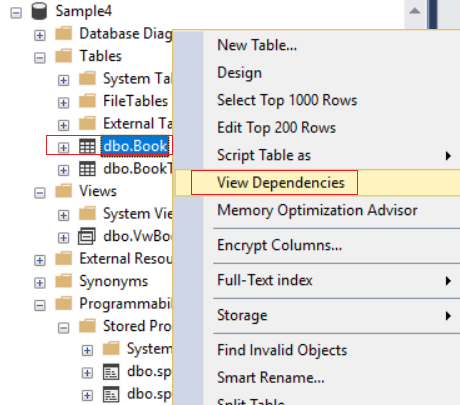 Sample4
Database Diag
Tables
System Ta
FileTables
External Ta
dbo.Book
dbo.BookT
Views
System Vie
dbo.VwBo
External Resou
Synonyms
Programmabi
Stored Pro
System
dbo.sp
dbo.sp
New Table...
Design
Select Top 1000 Rows
Edit Top 200 Rows
Script Table as
View Dependencies
Memory Optimization Advisor
Encrypt Columns...
Full-Text index
Storage
Find Invalid Objects
Smart Rename...
Split Table